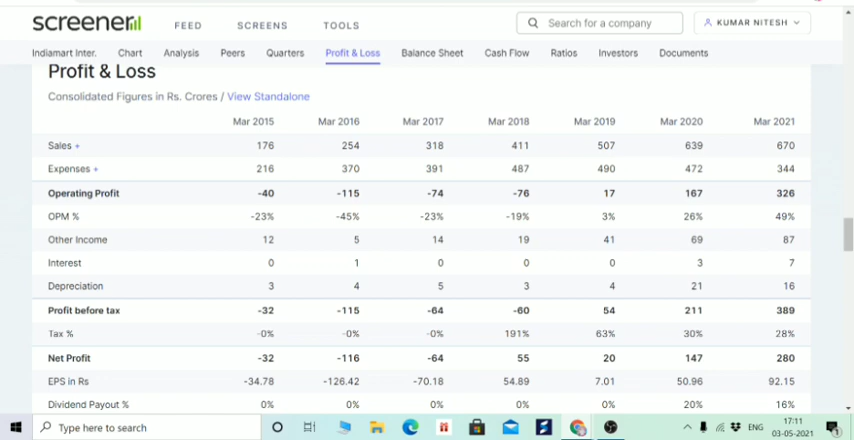 screener
FEED SCREENS TOOLS Search for a company KUMAR NITESH
Indiamart Inter. Chart Analysis Peers Quarters Profit & Loss Balance Sheet Cash Flow Ratios Investors Documents
Profit & Loss
Consolidated Figures in Rs. Crores / View Standalone
Mar 2015 Mar 2016 Mar 2017 Mar 2018 Mar 2019 Mar 2020 Mar 2021
Sales + 176 254 318 411 507 639 670
Expenses + 216 370 391 487 490 472 344
Operating Profit -40 -115 -74 -76 17 167 326
OPM % -23% -45% -23% -19% 3% 26% 49%
Other Income 12 5 14 19 41 69 87
Interest 0 1 0 0 0 3 7
Depreciation 3 4 5 3 4 21 16
Profit before tax -32 -115 -64 -60 54 211 389
Tax % -0% -0% -0% 191% 63% 30% 28%
Net Profit -32 -116 -64 55 20 147 280
EPS in Rs -34.78 -126.42 -70.18 54.89 7.01 50.96 92.15
Dividend Payout % 0% 0% 0% 0% 0% 20% 16%
Type here to search ENG 17:11
03-05-2021